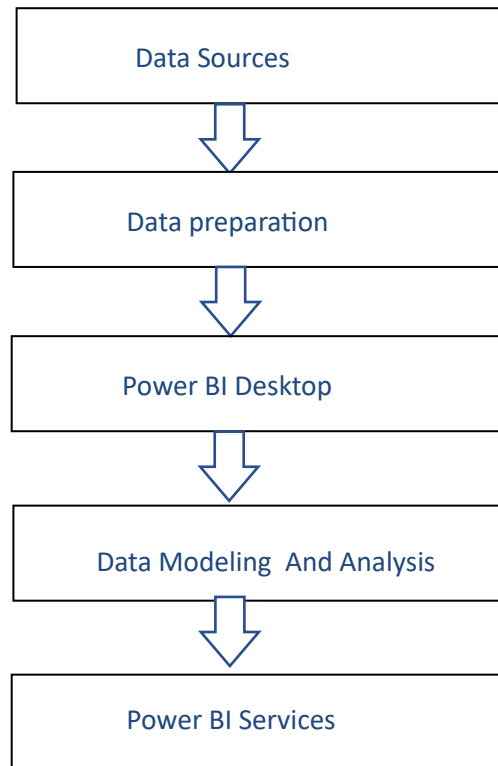 Data Sources
Data preparation
Power BI Desktop
Data Modeling  And Analysis
Power BI Services